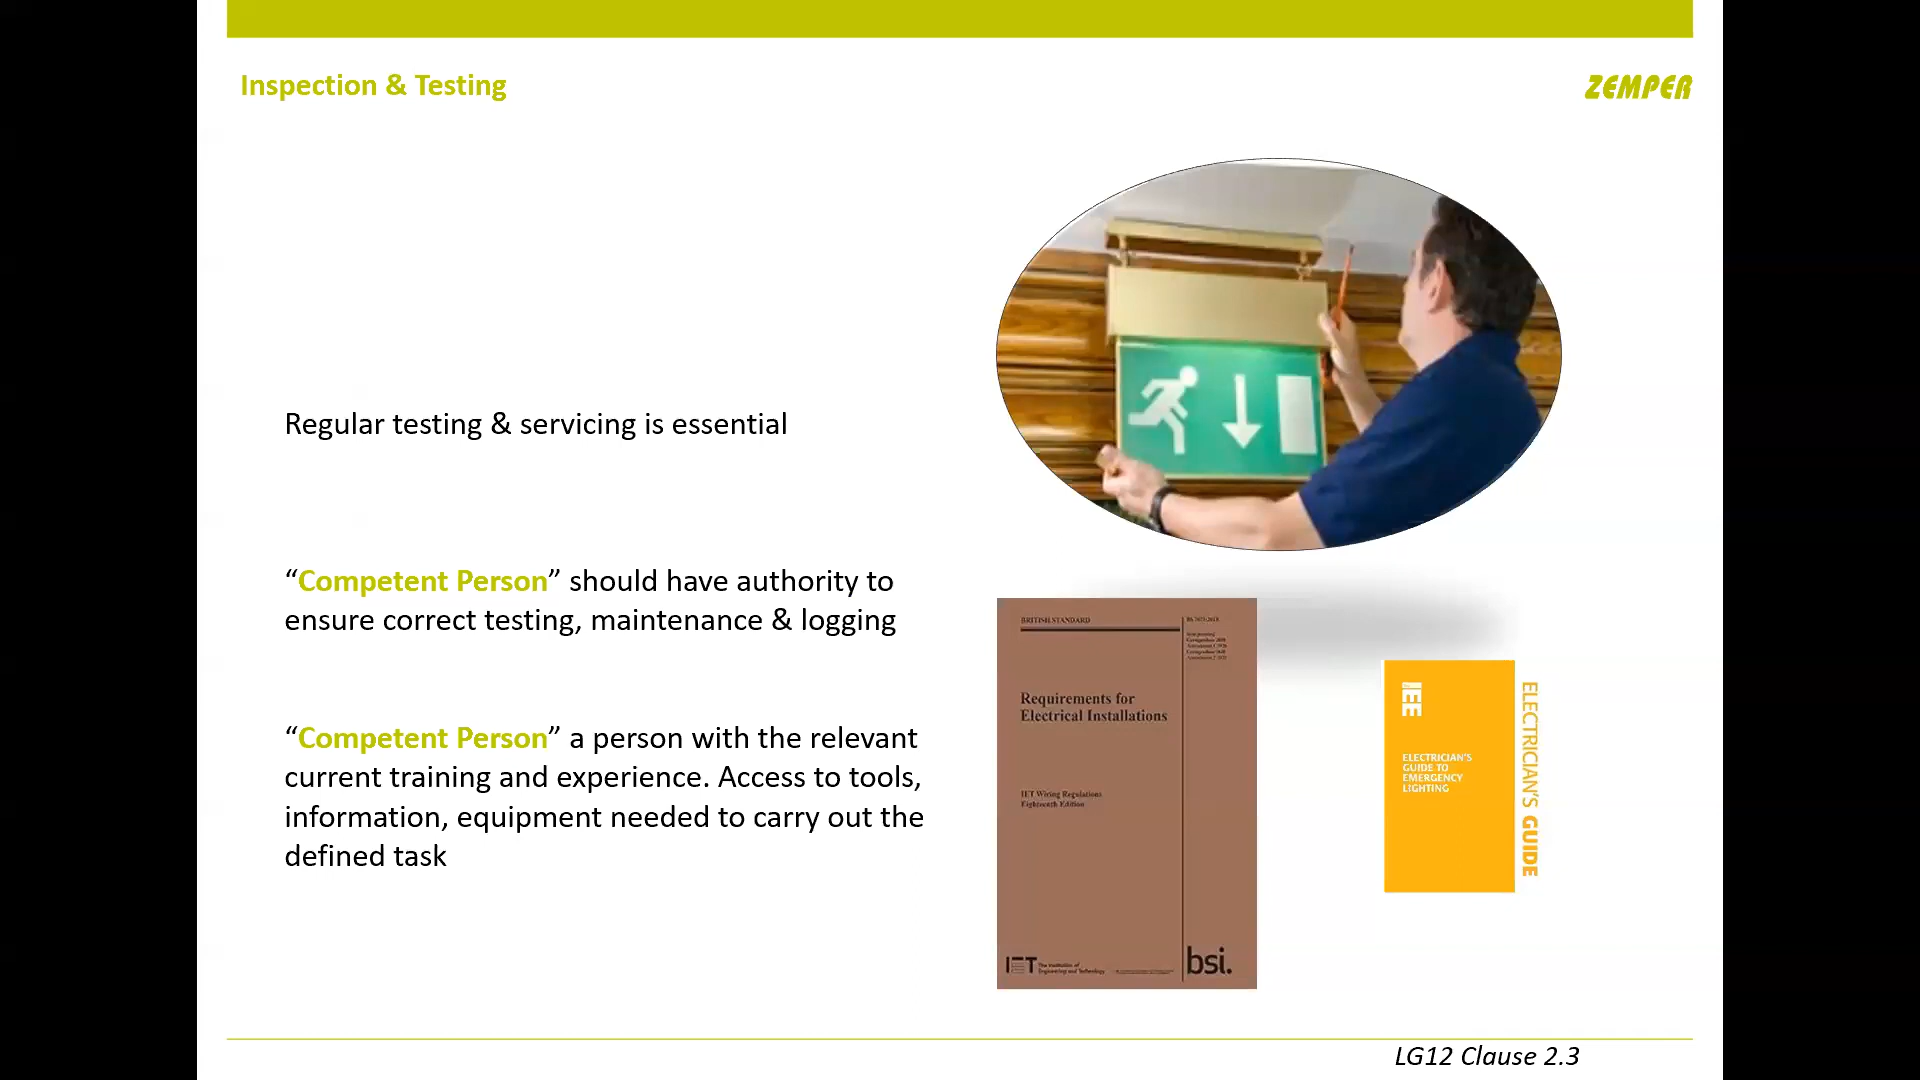 Inspection & Testing
ZEMPER
Regular testing & servicing is essential
“Competent Person” should have authority to
ensure correct testing, maintenance & logging
“Competent Person” a person with the relevant
current training and experience. Access to tools,
information, equipment needed to carry out the
defined task
BRITISH STANDARD
Requirements for
Electrical Installations
IET Wiring Regulations
Eighteenth Edition
IET The Institution of
Engineering and Technology
bsi.
IEE
ELECTRICIAN'S
GUIDE TO
EMERGENCY
LIGHTING
ELECTRICIAN'S GUIDE
LG12 Clause 2.3